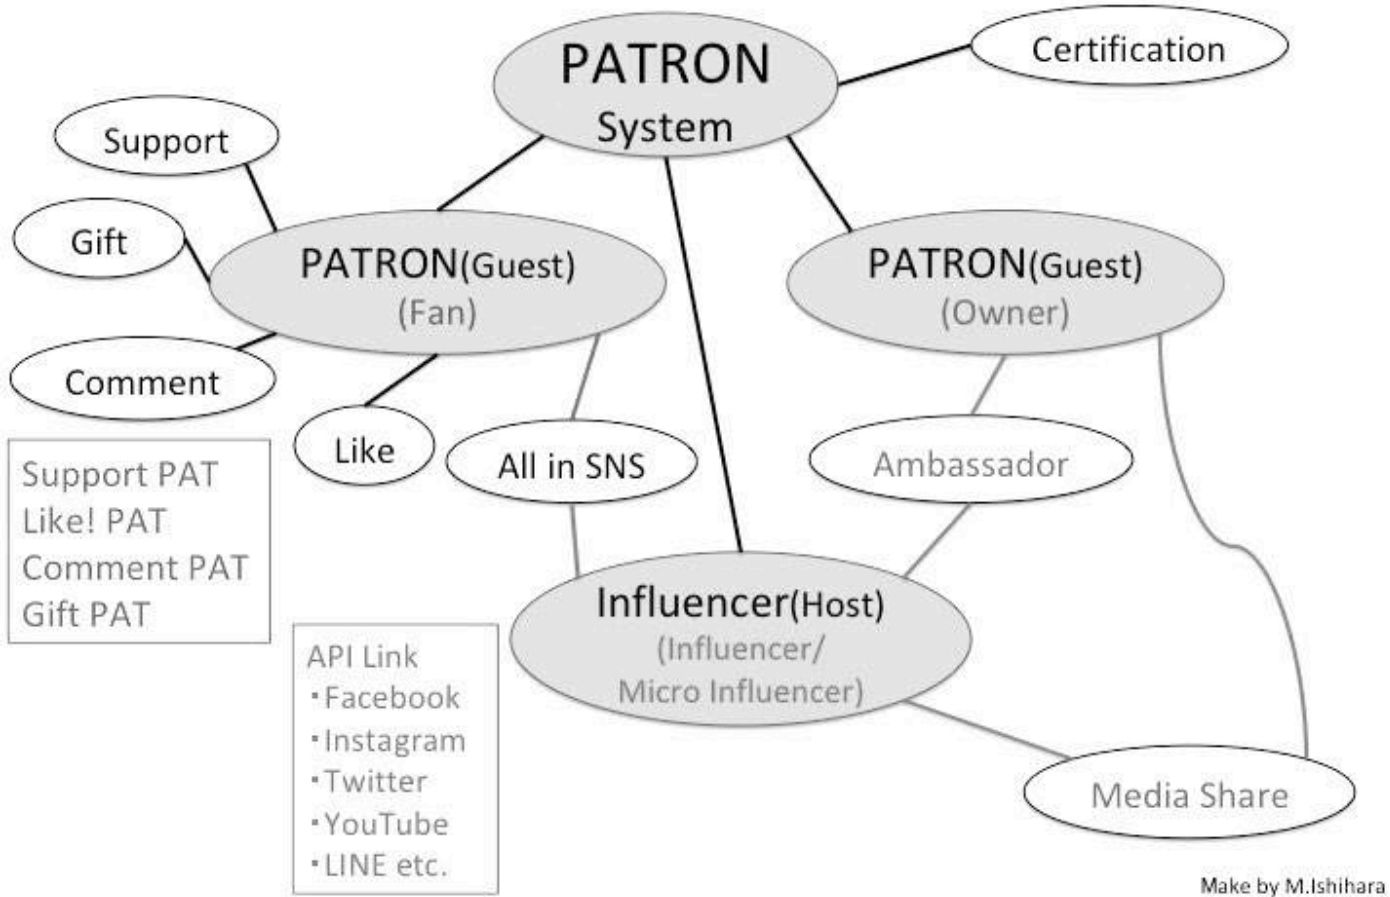 PATRON
System
Certification
Support
Gift
PATRON(Guest)
(Fan)
PATRON(Guest)
(Owner)
Comment
Like
All in SNS
Ambassador
Support PAT
Like! PAT
Comment PAT
Gift PAT
Influencer(Host)
(Influencer/
Micro Influencer)
API Link
・Facebook
・Instagram
・Twitter
・YouTube
・LINE etc.
Media Share
Make by M.Ishihara